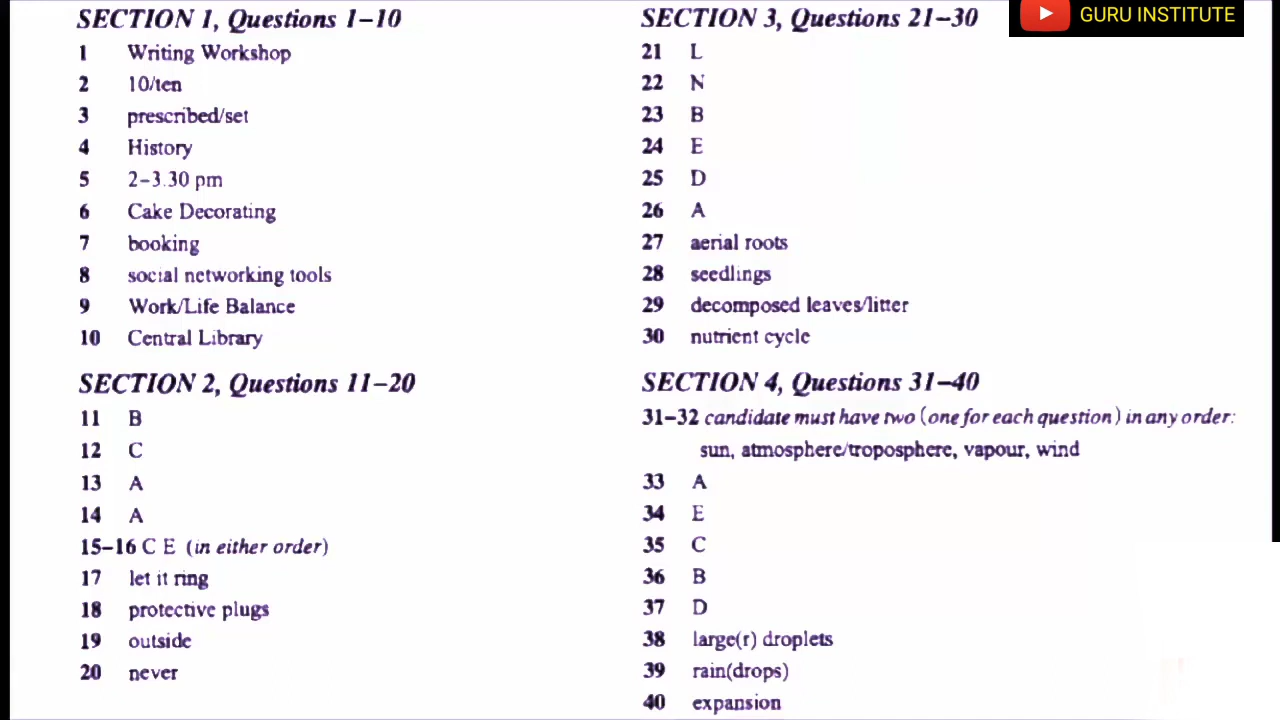 SECTION 1, Questions 1–10
1 Writing Workshop
2 10/ten
3 prescribed/set
4 History
5 2–3.30 pm
6 Cake Decorating
7 booking
8 social networking tools
9 Work/Life Balance
10 Central Library
SECTION 2, Questions 11–20
11 B
12 C
13 A
14 A
15–16 C E (in either order)
17 let it ring
18 protective plugs
19 outside
20 never
GURU INSTITUTE
SECTION 3, Questions 21–30
21 L
22 N
23 B
24 E
25 D
26 A
27 aerial roots
28 seedlings
29 decomposed leaves/litter
30 nutrient cycle
SECTION 4, Questions 31–40
31–32 candidate must have two (one for each question) in any order:
sun, atmosphere/troposphere, vapour, wind
33 A
34 E
35 C
36 B
37 D
38 large(r) droplets
39 rain(drops)
40 expansion